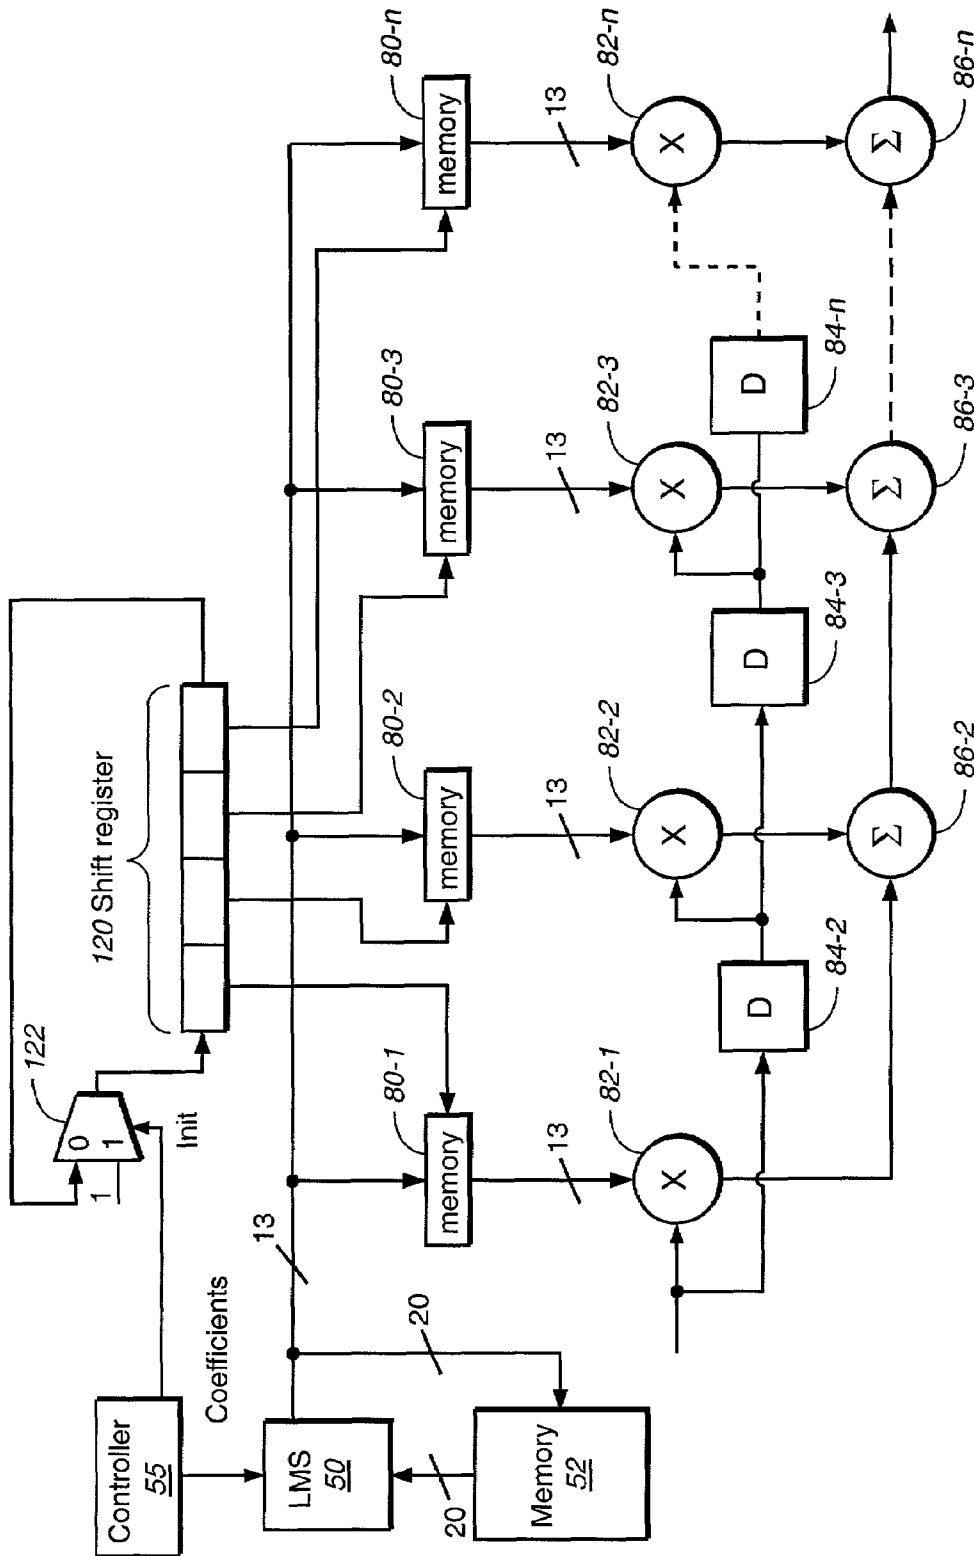 120 Shift register
122
0
1
1
Init
Controller
55
Coefficients
LMS
50
Memory
52
20
20
13
80-1
80-2
80-3
80-n
memory
memory
memory
memory
13
13
13
13
82-1
82-2
82-3
82-n
X
X
X
X
D
D
D
84-2
84-3
84-n
Σ
Σ
Σ
86-2
86-3
86-n